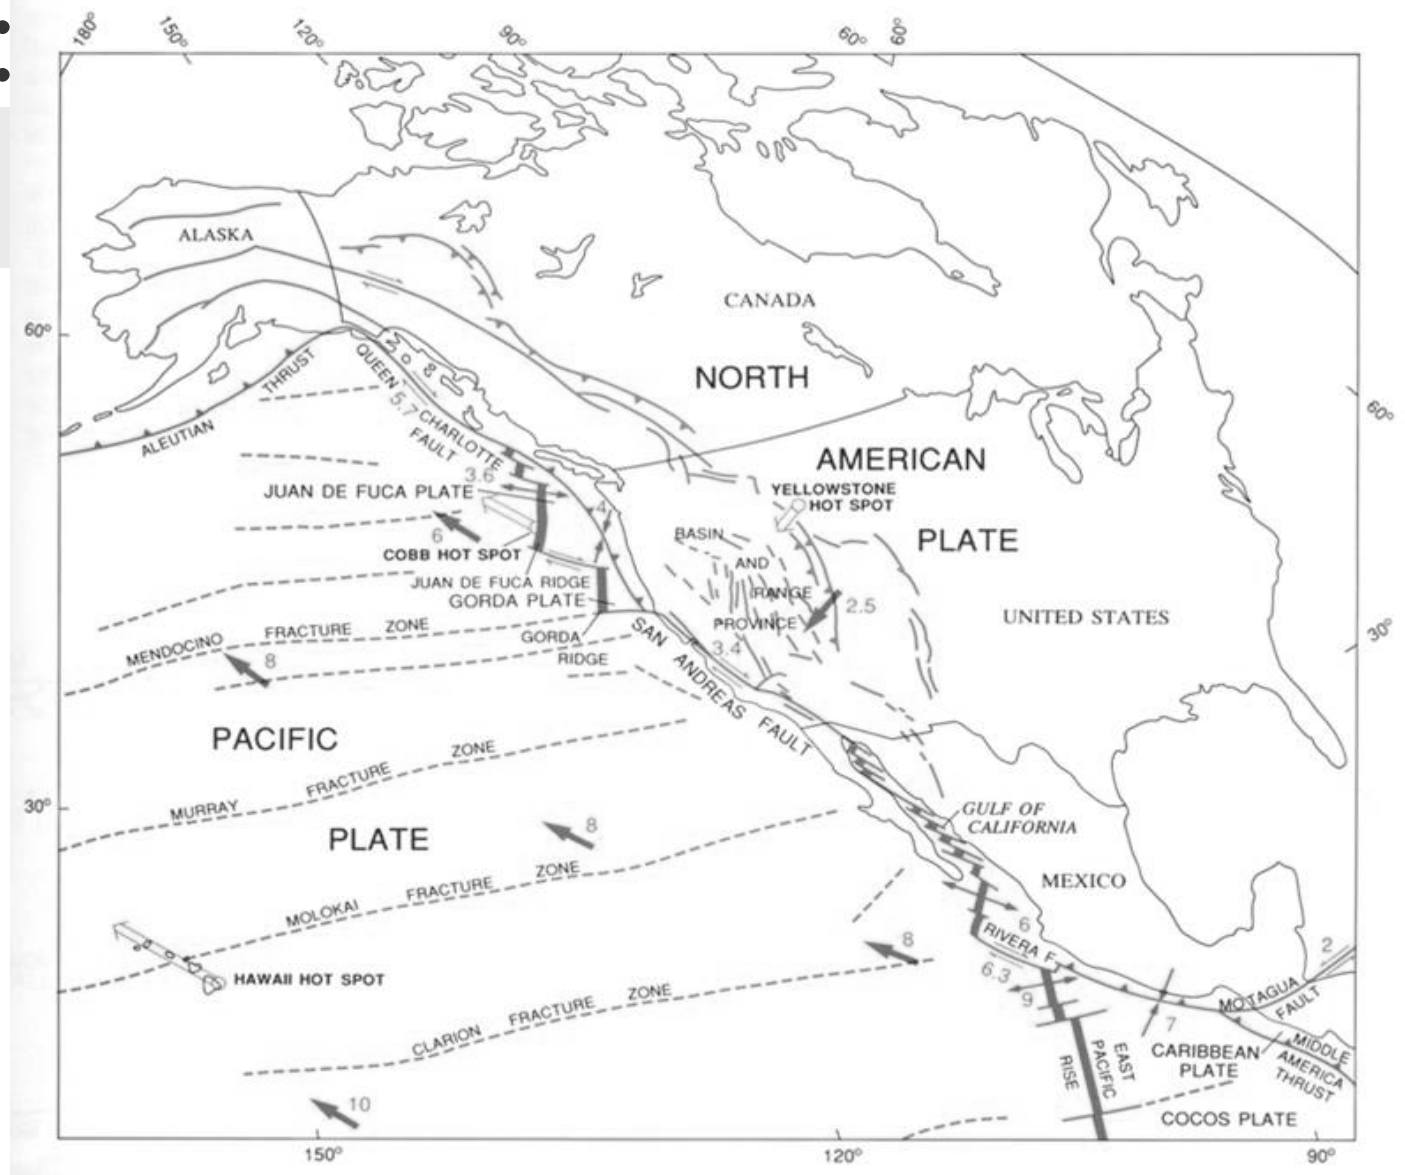 180°
150°
120°
90°
60°
60°
ALASKA
CANADA
60°
NORTH
QUEEN CHARLOTTE
FAULT
5.7
THRUST
ALEUTIAN
60°
AMERICAN
3.6
JUAN DE FUCA PLATE
YELLOWSTONE
HOT SPOT
4
6
BASIN
PLATE
COBB HOT SPOT
AND
JUAN DE FUCA RIDGE
RANGE
GORDA PLATE
2.5
UNITED STATES
PROVINCE
30°
MENDOCINO FRACTURE ZONE
GORDA
RIDGE
SAN ANDREAS FAULT
3.4
8
PACIFIC
MURRAY FRACTURE ZONE
30°
GULF OF
CALIFORNIA
8
PLATE
MEXICO
MOLOKAI FRACTURE ZONE
6
RIVERA F.
8
2
HAWAII HOT SPOT
6.3
9
MOTAGUA
FAULT
7
CLARION FRACTURE ZONE
CARIBBEAN
PLATE
MIDDLE
AMERICA
THRUST
EAST
PACIFIC
RISE
10
COCOS PLATE
150°
120°
90°